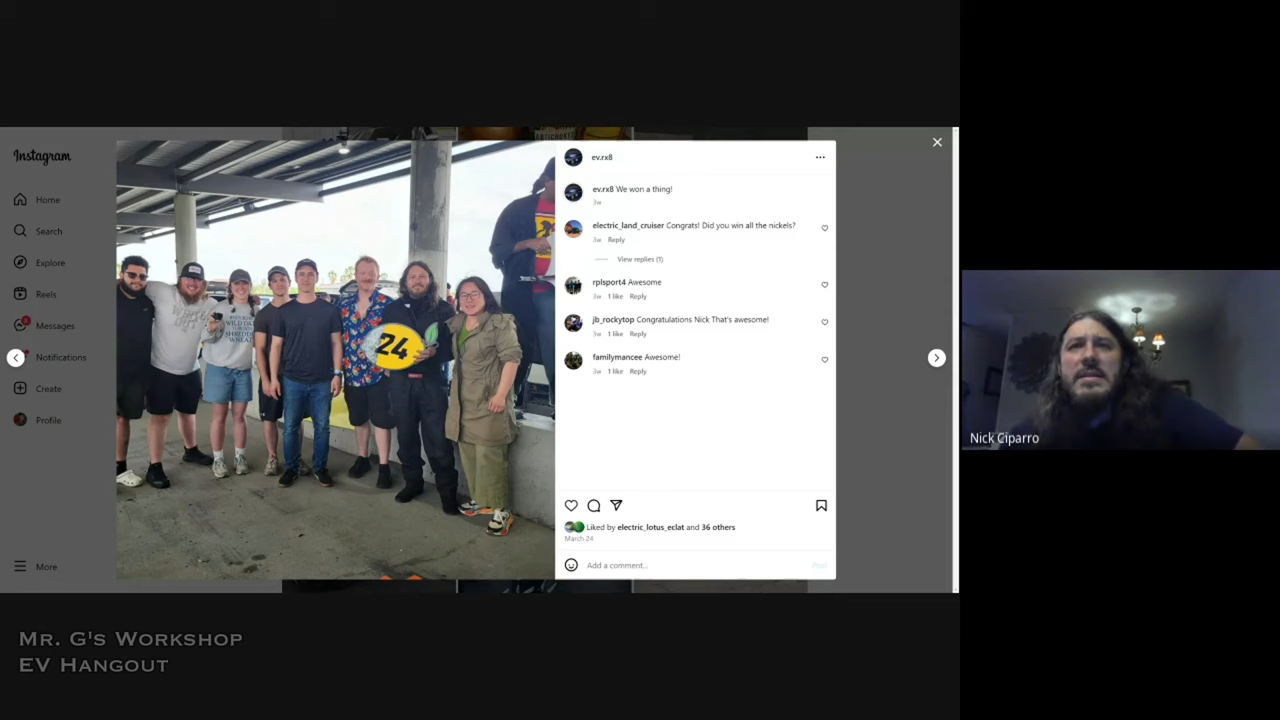 Instagram
Home
Search
Explore
Reels
Messages
Notifications
Create
Profile
More
24
ev.rx8
ev.rx8 We won a thing!
3w
electric_land_cruiser Congrats! Did you win all the nickels?
3w Reply
View replies (1)
rplsport4 Awesome
3w 1 like Reply
jb_rockytop Congratulations Nick That's awesome!
3w 1 like Reply
familymancee Awesome!
3w 1 like Reply
Liked by electric_lotus_eclat and 36 others
March 24
Add a comment...
Post
Nick Ciparro
Mr. G's Workshop
EV Hangout